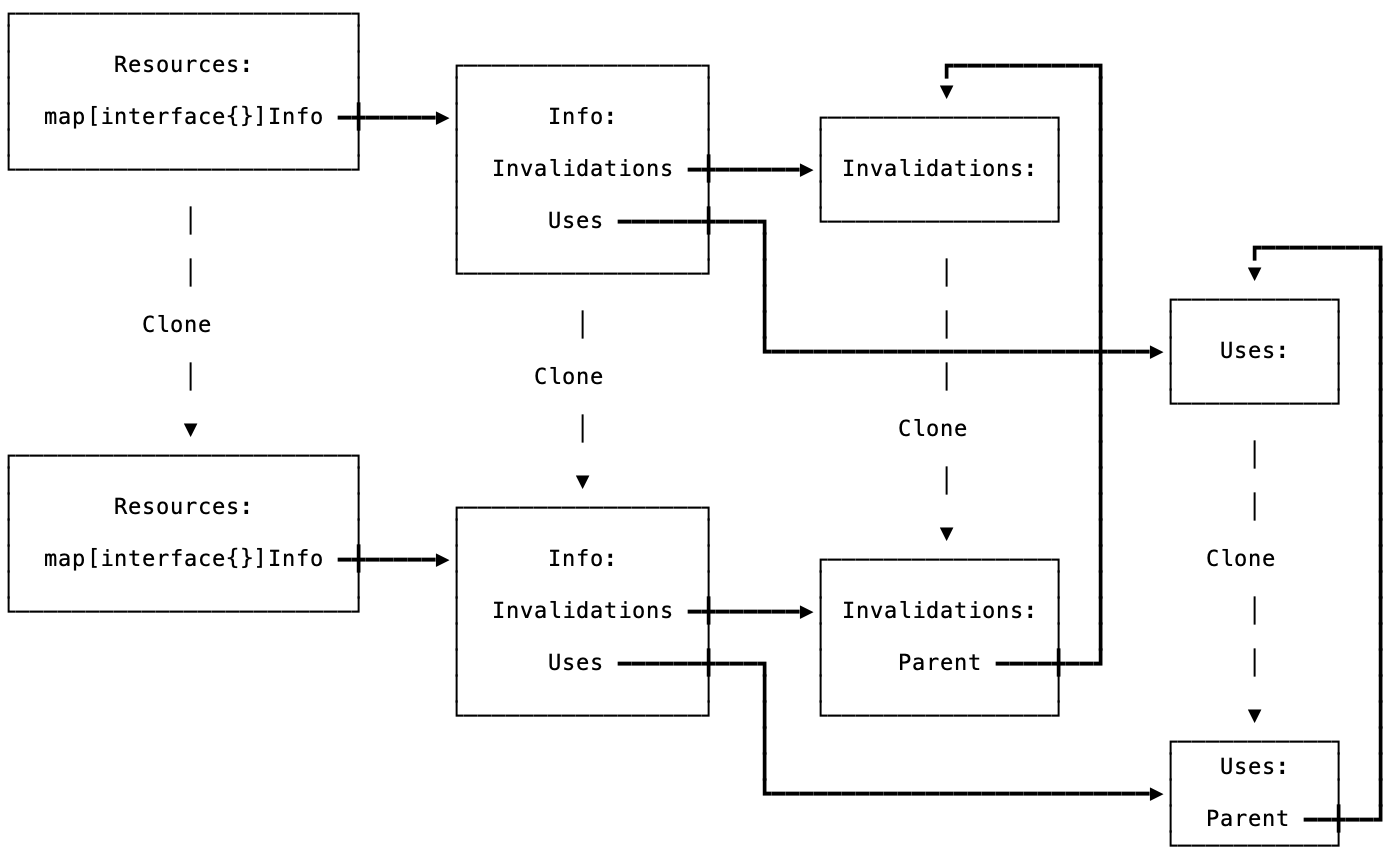 Resources:
map[interface{}]Info
Info:
Invalidations
Uses
Invalidations:
Uses:
Clone
Clone
Clone
Clone
Resources:
map[interface{}]Info
Info:
Invalidations
Uses
Invalidations:
Parent
Uses:
Parent